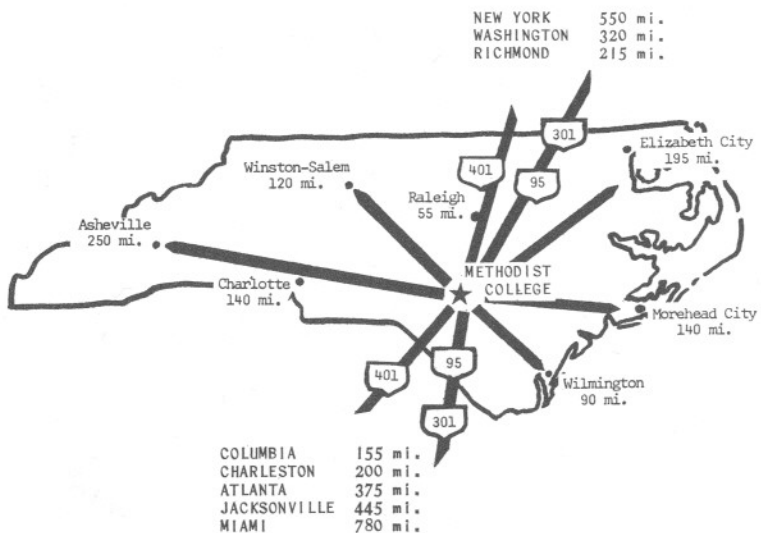 NEW YORK 550 mi.
WASHINGTON 320 mi.
RICHMOND 215 mi.
301
Elizabeth City
195 mi.
401
95
Winston-Salem
120 mi.
Raleigh
55 mi.
Asheville
250 mi.
METHODIST
COLLEGE
Charlotte
140 mi.
Morehead City
140 mi.
95
401
Wilmington
90 mi.
301
COLUMBIA 155 mi.
CHARLESTON 200 mi.
ATLANTA 375 mi.
JACKSONVILLE 445 mi.
MIAMI 780 mi.